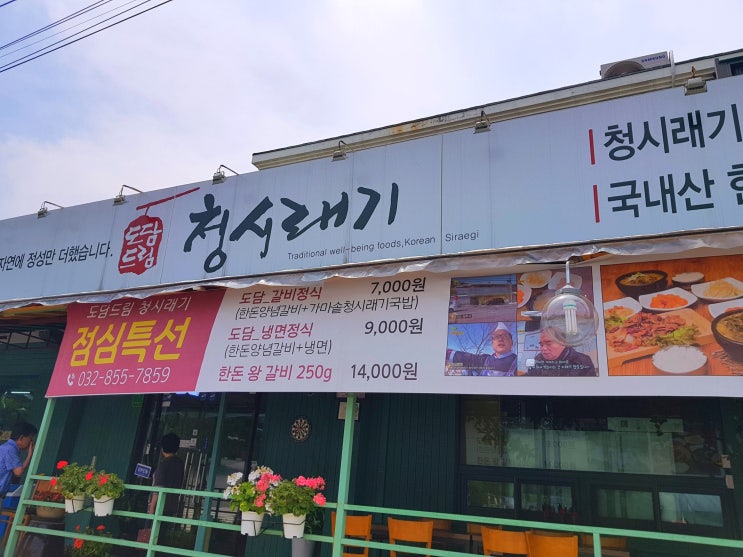 SAMSUNG
자연에 정성만 더했습니다.
도담
드림
청시래기
Traditional well-being foods,Korean Siraegi
청시래기
국내산
도담드림 청시래기
점심특선
032-855-7859
도담_갈비정식 7,000원
(한돈양념갈비+가마솥청시래기국밥)
도담_냉면정식 9,000원
(한돈양념갈비+냉면)
한돈 왕 갈비 250g 14,000원